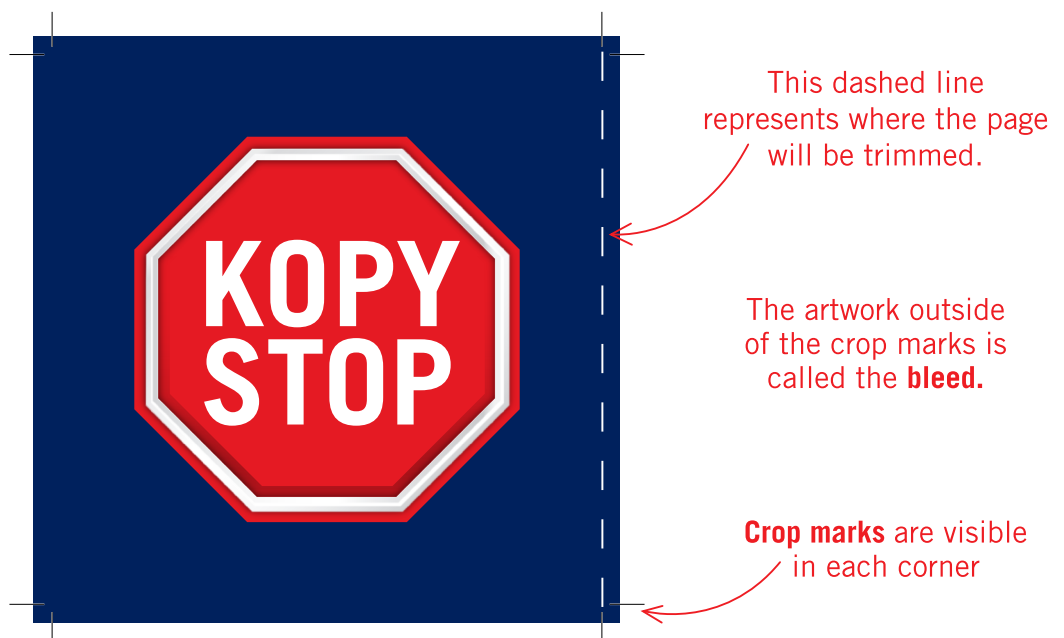 KOPY
STOP
This dashed line
represents where the page
will be trimmed.
The artwork outside
of the crop marks is
called the bleed.
Crop marks are visible
in each corner